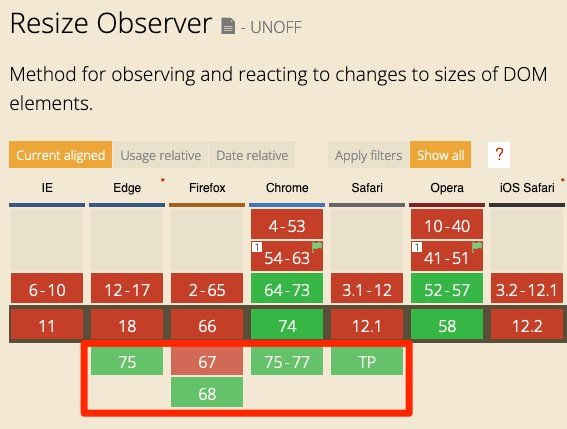 Resize Observer - UNOFF
Method for observing and reacting to changes to sizes of DOM
elements.
Current aligned Usage relative Date relative Apply filters Show all ?
IE Edge * Firefox Chrome Safari Opera iOS Safari *
4-53 10-40
1 54-63 1 41-51
6-10 12-17 2-65 64-73 3.1-12 52-57 3.2-12.1
11 18 66 74 12.1 58 12.2
75 67 75-77 TP
68